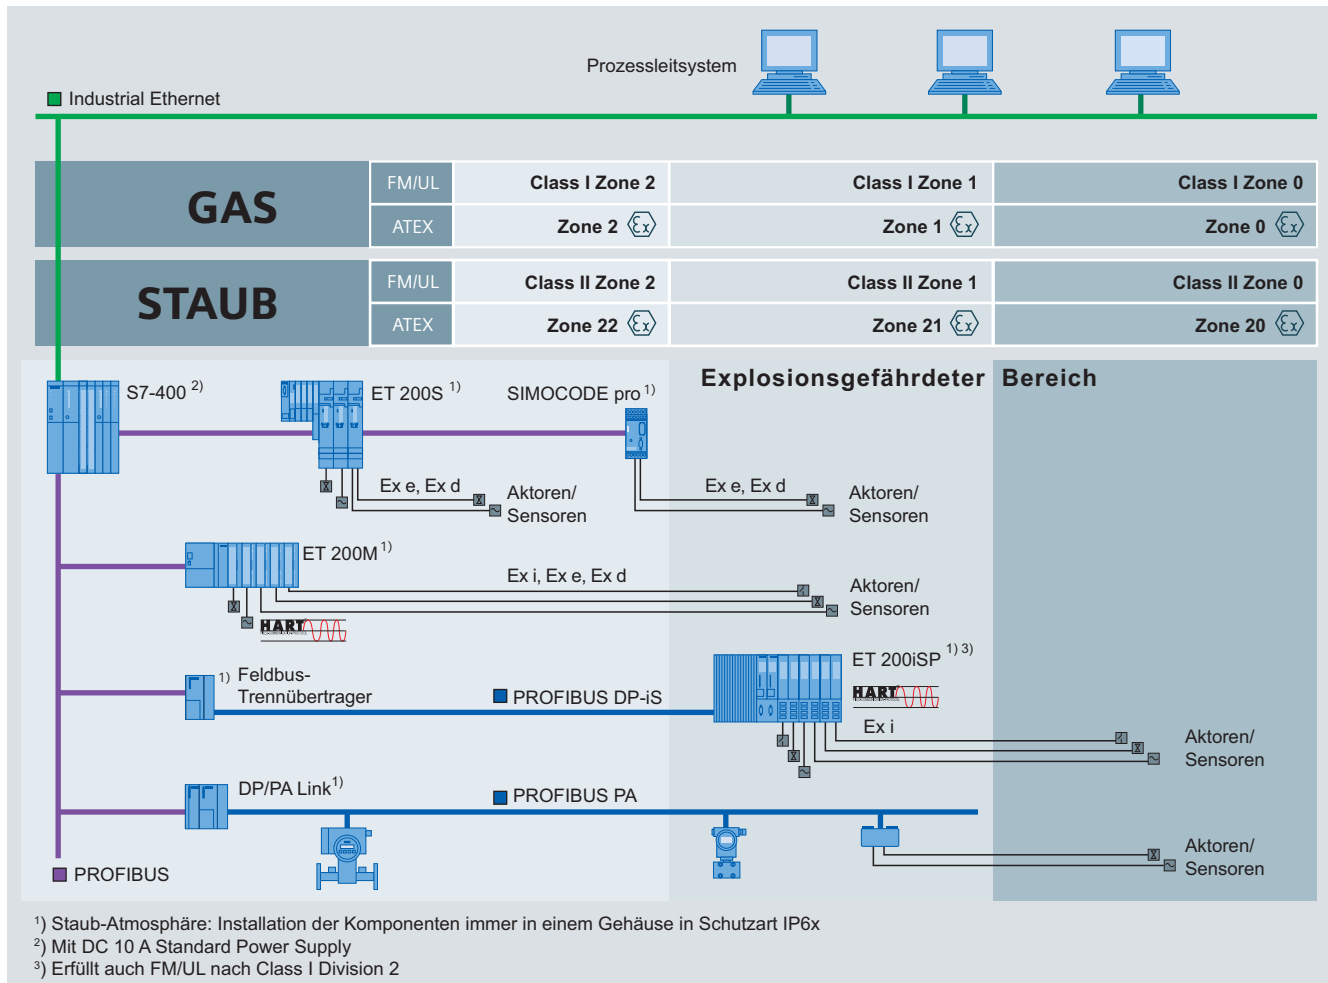 Prozessleitsystem
Industrial Ethernet
GAS
FM/UL
Class I Zone 2
Class I Zone 1
Class I Zone 0
ATEX
Zone 2 Ex
Zone 1 Ex
Zone 0 Ex
STAUB
FM/UL
Class II Zone 2
Class II Zone 1
Class II Zone 0
ATEX
Zone 22 Ex
Zone 21 Ex
Zone 20 Ex
Explosionsgefährdeter Bereich
S7-400 2)
ET 200S 1)
SIMOCODE pro 1)
Ex e, Ex d
Aktoren/
Sensoren
Ex e, Ex d
Aktoren/
Sensoren
ET 200M 1)
Ex i, Ex e, Ex d
Aktoren/
Sensoren
HART
1) Feldbus-
Trennübertrager
PROFIBUS DP-iS
ET 200iSP 1) 3)
HART
Ex i
Aktoren/
Sensoren
DP/PA Link 1)
PROFIBUS PA
Aktoren/
Sensoren
PROFIBUS
1) Staub-Atmosphäre: Installation der Komponenten immer in einem Gehäuse in Schutzart IP6x
2) Mit DC 10 A Standard Power Supply
3) Erfüllt auch FM/UL nach Class I Division 2